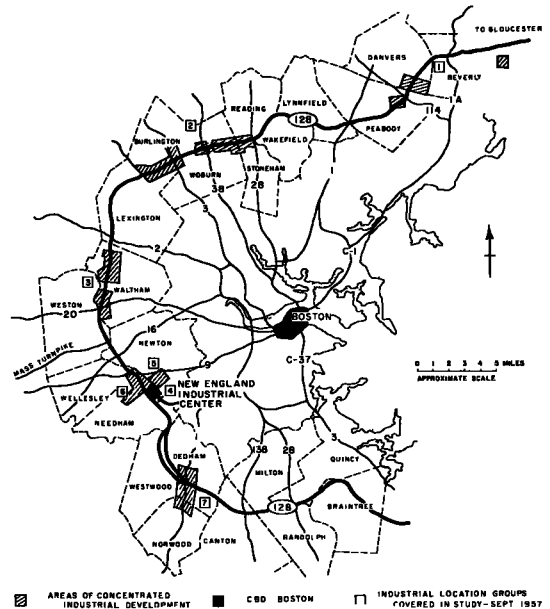 TO GLOUCESTER
DANVERS
1
BEVERLY
1A
114
LYNNFIELD
READING
2
128
PEABODY
BURLINGTON
WAKEFIELD
WOBURN
STONEHAM
38
28
1
3
LEXINGTON
2
1
3
WALTHAM
WESTON
20
BOSTON
16
NEWTON
MASS TURNPIKE
9
C-37
0 1 2 3 4 5 MILES
APPROXIMATE SCALE
5
6
4
NEW ENGLAND
INDUSTRIAL
CENTER
WELLESLEY
NEEDHAM
DEDHAM
138
28
3
QUINCY
MILTON
WESTWOOD
7
128
BRAINTREE
NORWOOD
CANTON
RANDOLPH
AREAS OF CONCENTRATED
INDUSTRIAL DEVELOPMENT
CBD BOSTON
INDUSTRIAL LOCATION GROUPS
COVERED IN STUDY-SEPT 1957